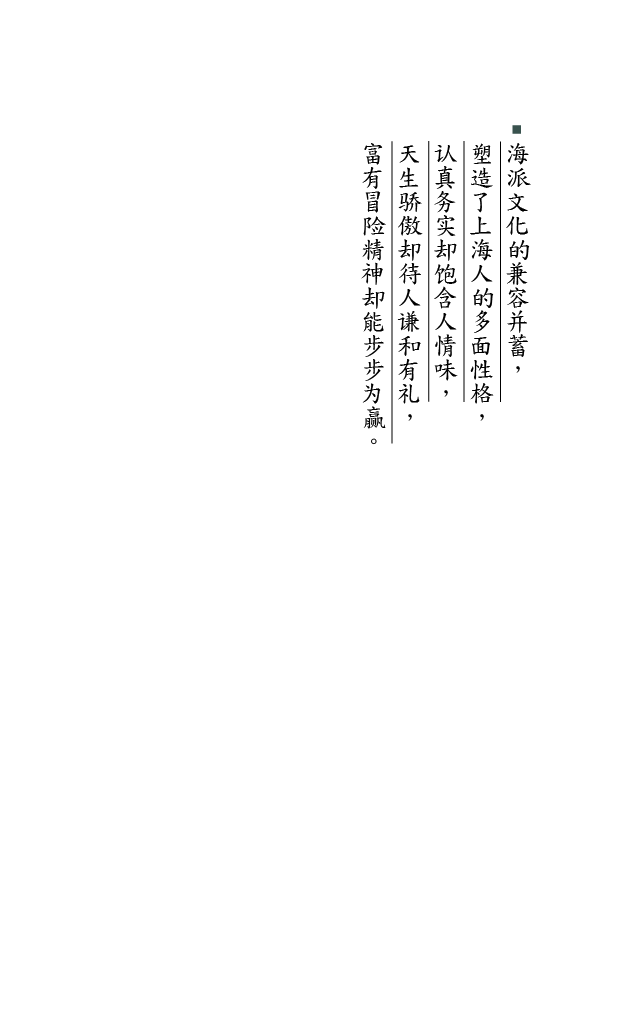 海派文化的兼容并蓄，
塑造了上海人的多面性格，
认真务实却饱含人情味，
天生骄傲却待人谦和有礼，
富有冒险精神却能步步为赢。